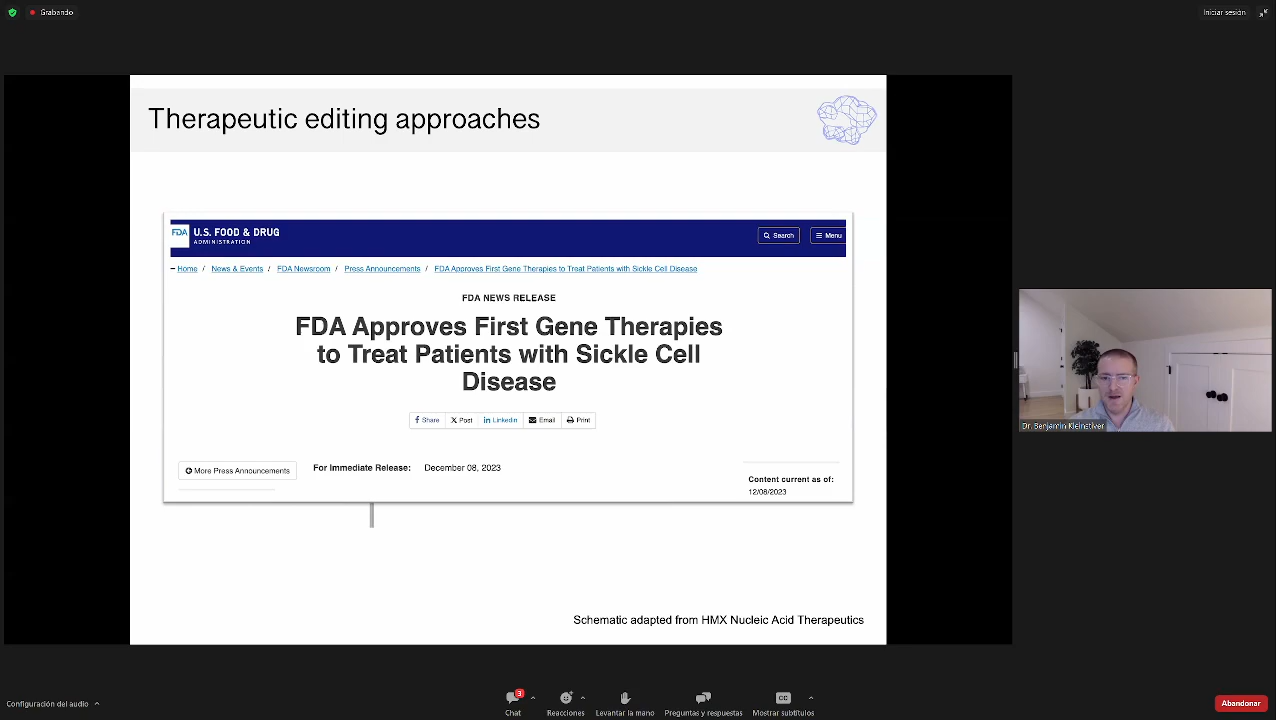 Grabando
Iniciar sesión
Therapeutic editing approaches
FDA U.S. FOOD & DRUG
ADMINISTRATION
Search
Menu
Home / News & Events / FDA Newsroom / Press Announcements / FDA Approves First Gene Therapies to Treat Patients with Sickle Cell Disease
FDA NEWS RELEASE
FDA Approves First Gene Therapies
to Treat Patients with Sickle Cell
Disease
Share
Post
Linkedin
Email
Print
More Press Announcements
For Immediate Release: December 08, 2023
Content current as of:
12/08/2023
Schematic adapted from HMX Nucleic Acid Therapeutics
Dr. Benjamin Kleinstiver
Configuración del audio
3
Chat
Reacciones
Levantar la mano
Preguntas y respuestas
CC
Mostrar subtítulos
Abandonar